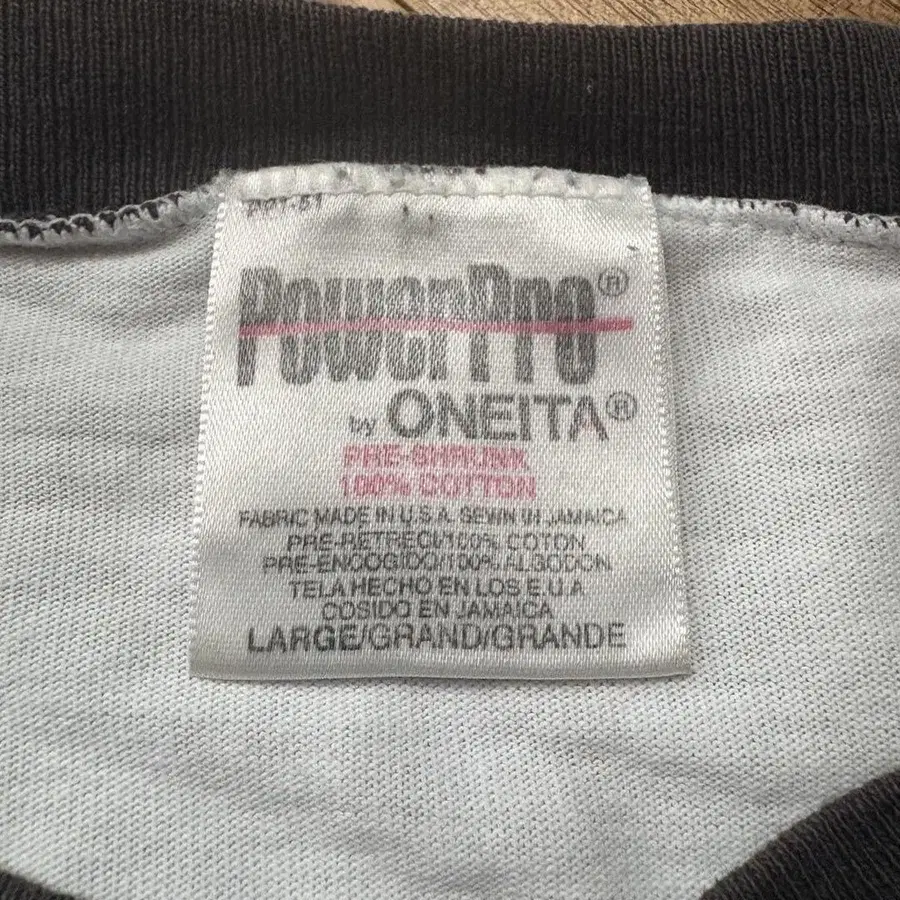 PowerPro®
by ONEITA®
PRE-SHRUNK
100% COTTON
FABRIC MADE IN U.S.A. SEWN IN JAMAICA
PRE-RETRECI/100% COTON
PRE-ENCOGIDO/100% ALGODON
TELA HECHO EN LOS E.U.A
COSIDO EN JAMAICA
LARGE/GRAND/GRANDE